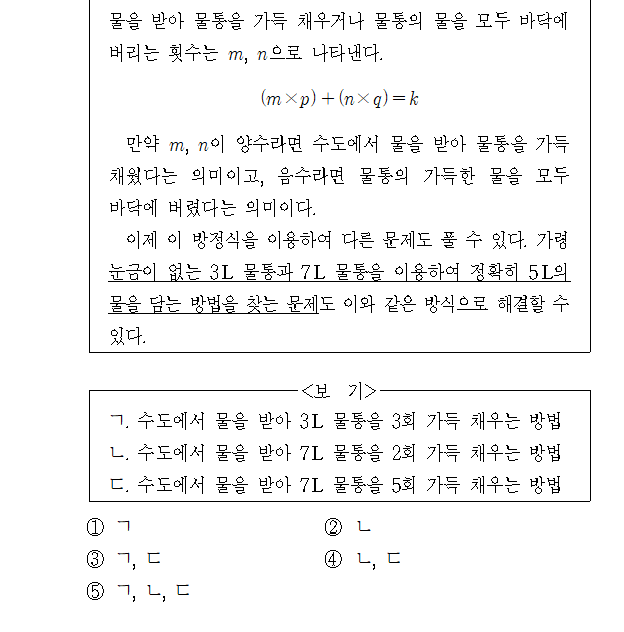 물을 받아 물통을 가득 채우거나 물통의 물을 모두 바닥에
버리는 횟수는 m, n으로 나타낸다.
(m×p)+(n×q)=k
만약 m, n이 양수라면 수도에서 물을 받아 물통을 가득
채웠다는 의미이고, 음수라면 물통의 가득한 물을 모두
바닥에 버렸다는 의미이다.
이제 이 방정식을 이용하여 다른 문제도 풀 수 있다. 가령
눈금이 없는 3L 물통과 7L 물통을 이용하여 정확히 5L의
물을 담는 방법을 찾는 문제도 이와 같은 방식으로 해결할 수
있다.
<보 기>
ㄱ. 수도에서 물을 받아 3L 물통을 3회 가득 채우는 방법
ㄴ. 수도에서 물을 받아 7L 물통을 2회 가득 채우는 방법
ㄷ. 수도에서 물을 받아 7L 물통을 5회 가득 채우는 방법
① ㄱ ② ㄴ
③ ㄱ, ㄷ ④ ㄴ, ㄷ
⑤ ㄱ, ㄴ, ㄷ